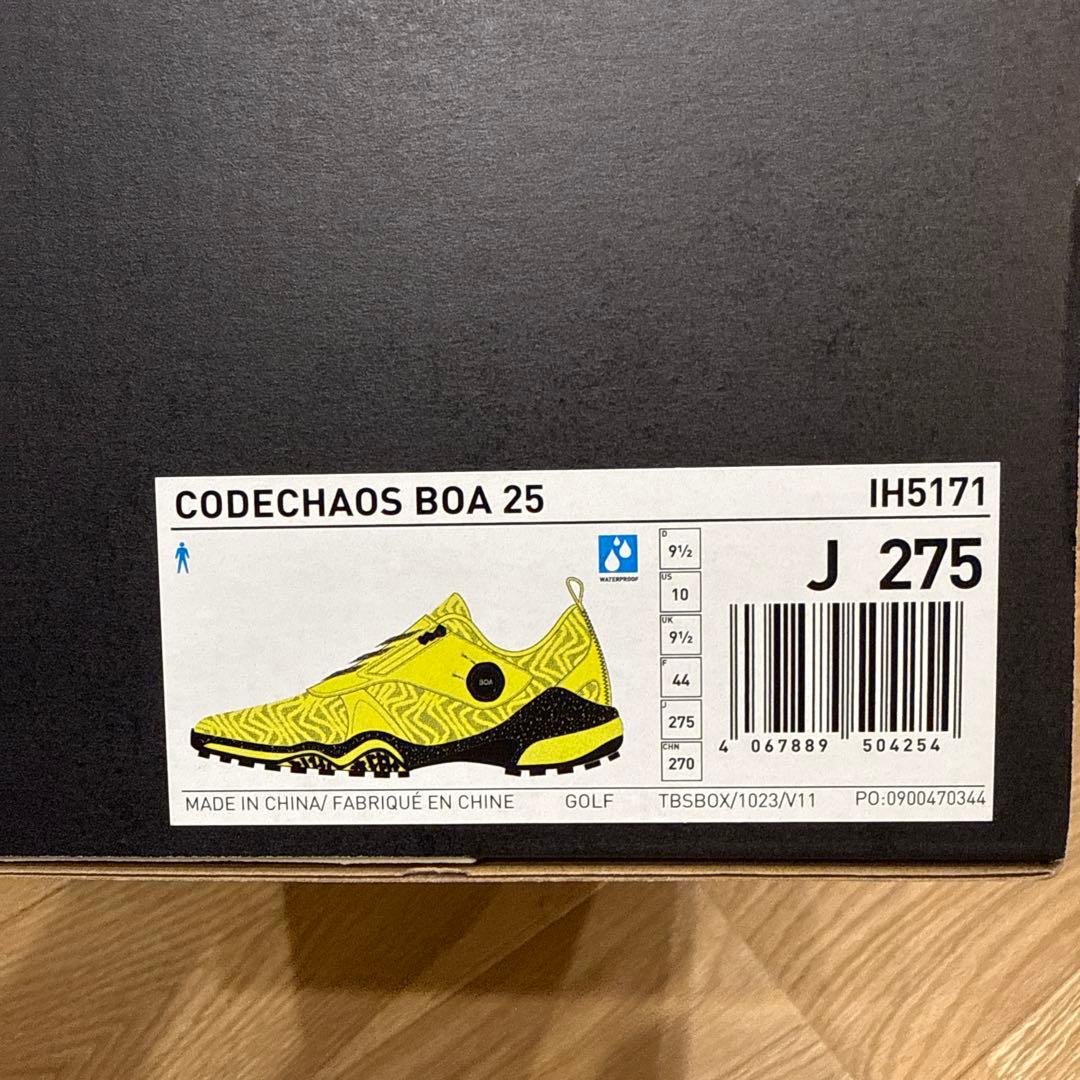 CODECHAOS BOA 25 IH5171
WATERPROOF
BOA
D 9½
US 10
UK 9½
F 44
J 275
CHN 270
J 275
4 067889 504254
MADE IN CHINA/ FABRIQUÉ EN CHINE GOLF TBSBOX/1023/V11 PO:0900470344